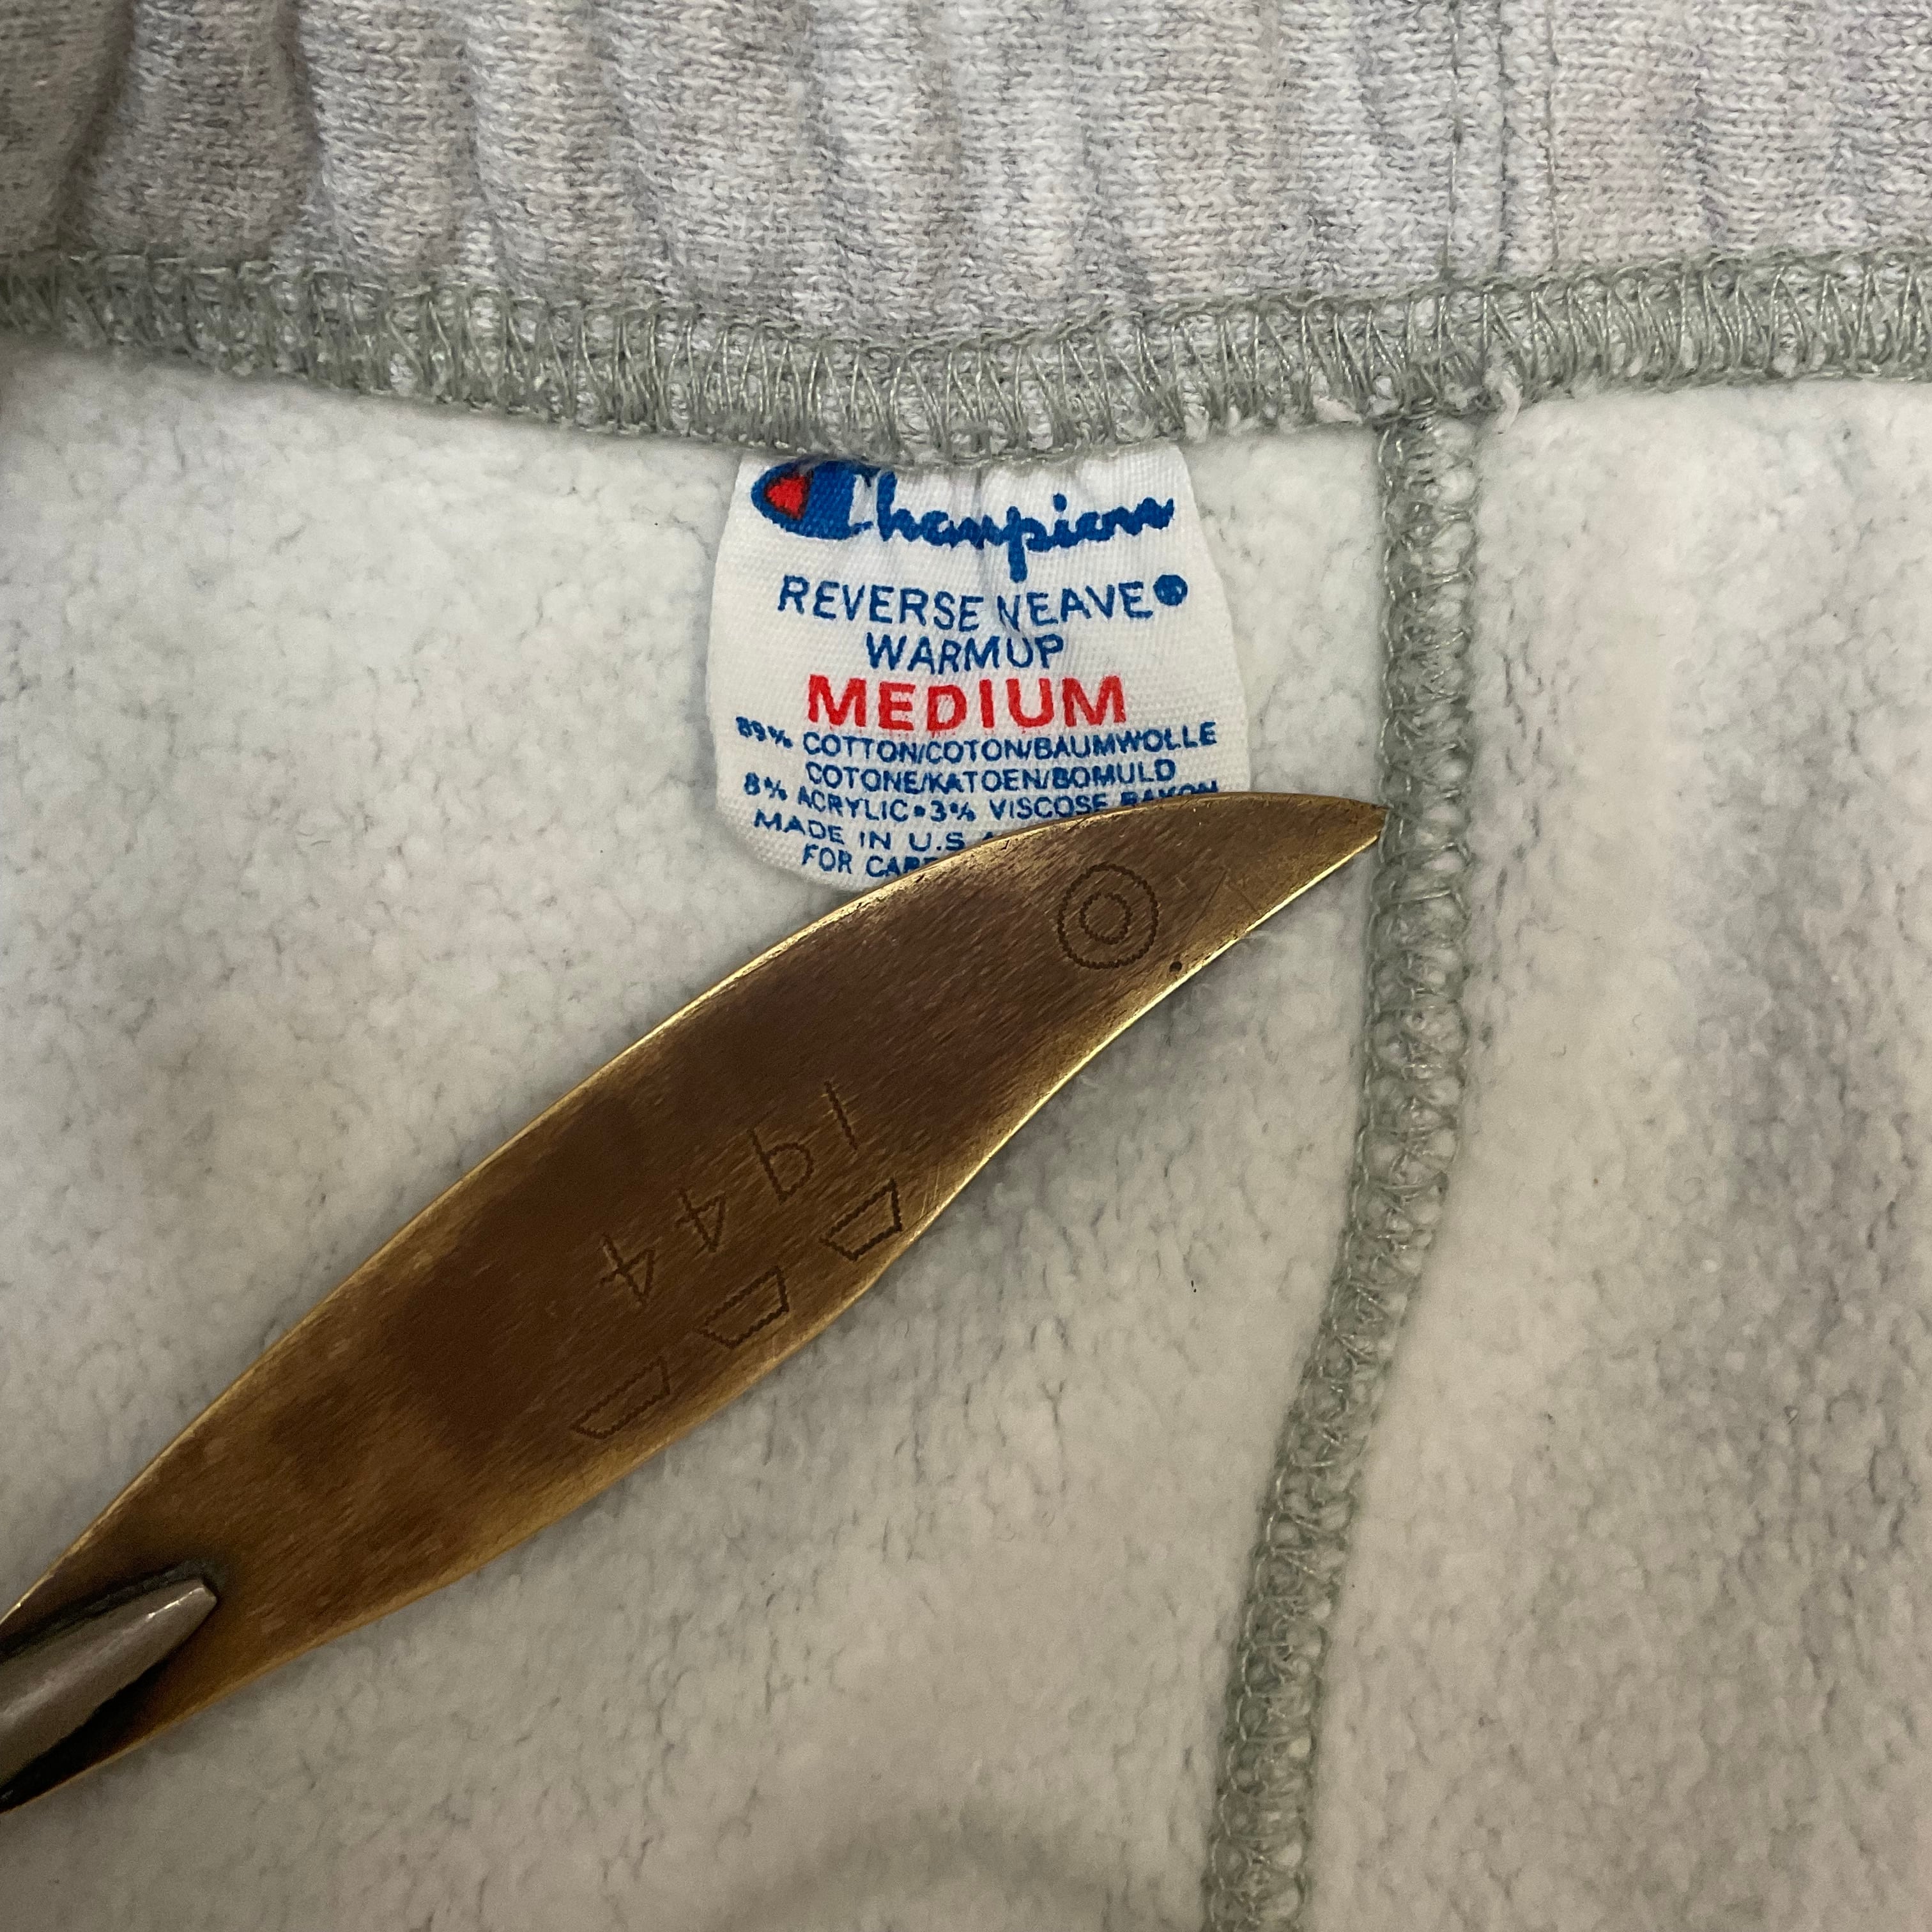 Champion
REVERSE WEAVE®
WARMUP
MEDIUM
89% COTTON/COTON/BAUMWOLLE
COTONE/KATOEN/BOMULD
8% ACRYLIC•3% VISCOSE RAYON
MADE IN U.S
FOR CARE
1944